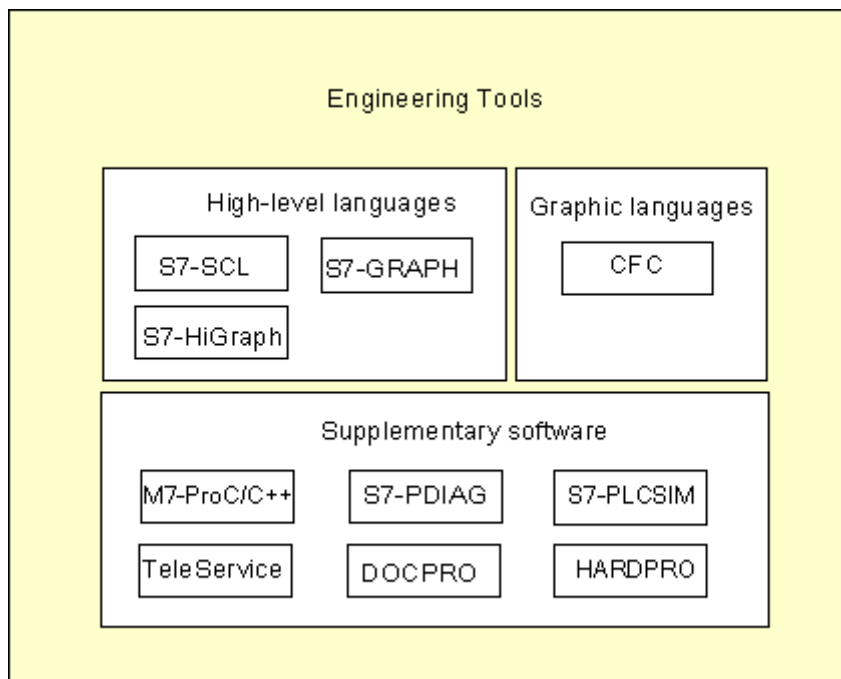 Engineering Tools
High-level languages
S7-SCL
S7-GRAPH
S7-HiGraph
Graphic languages
CFC
Supplementary software
M7-ProC/C++
S7-PDIAG
S7-PLCSIM
TeleService
DOCPRO
HARDPRO